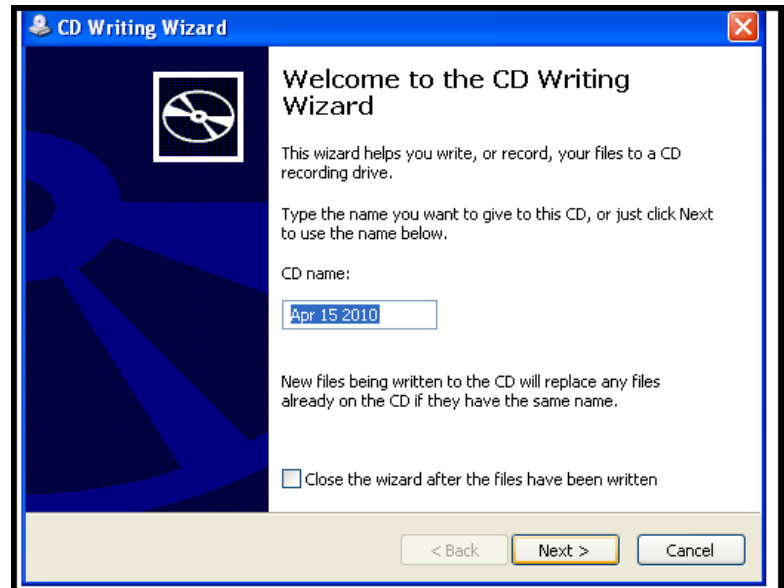 CD Writing Wizard
Welcome to the CD Writing
Wizard
This wizard helps you write, or record, your files to a CD
recording drive.
Type the name you want to give to this CD, or just click Next
to use the name below.
CD name:
Apr 15 2010
New files being written to the CD will replace any files
already on the CD if they have the same name.
Close the wizard after the files have been written
< Back Next > Cancel